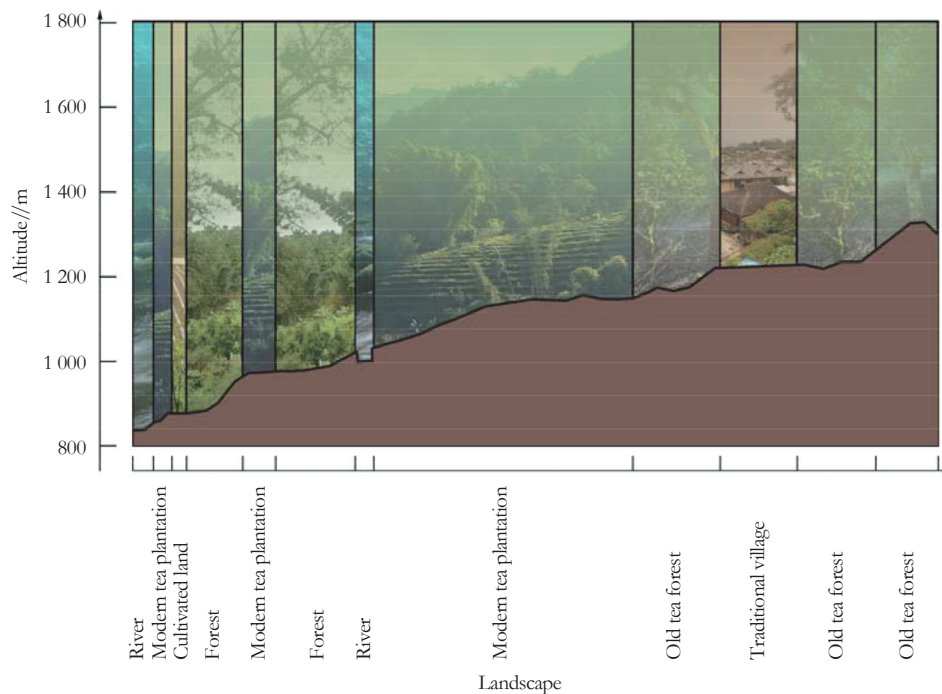 1 800
1 600
1 400
1 200
1 000
800
Altitude//m
River
Modern tea plantation
Cultivated land
Forest
Modern tea plantation
Forest
River
Modern tea plantation
Old tea forest
Traditional village
Old tea forest
Old tea forest
Landscape